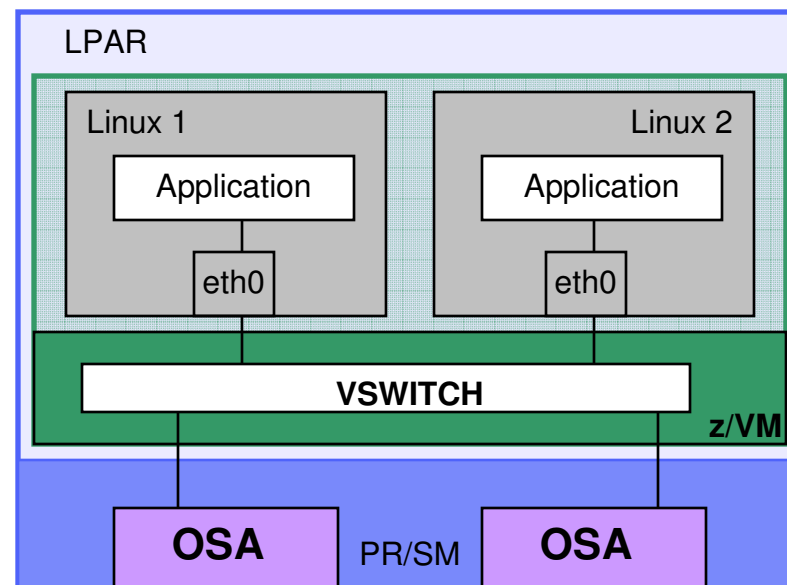 LPAR
Linux 1
Linux 2
Application
Application
eth0
eth0
VSWITCH
z/VM
OSA
PR/SM
OSA